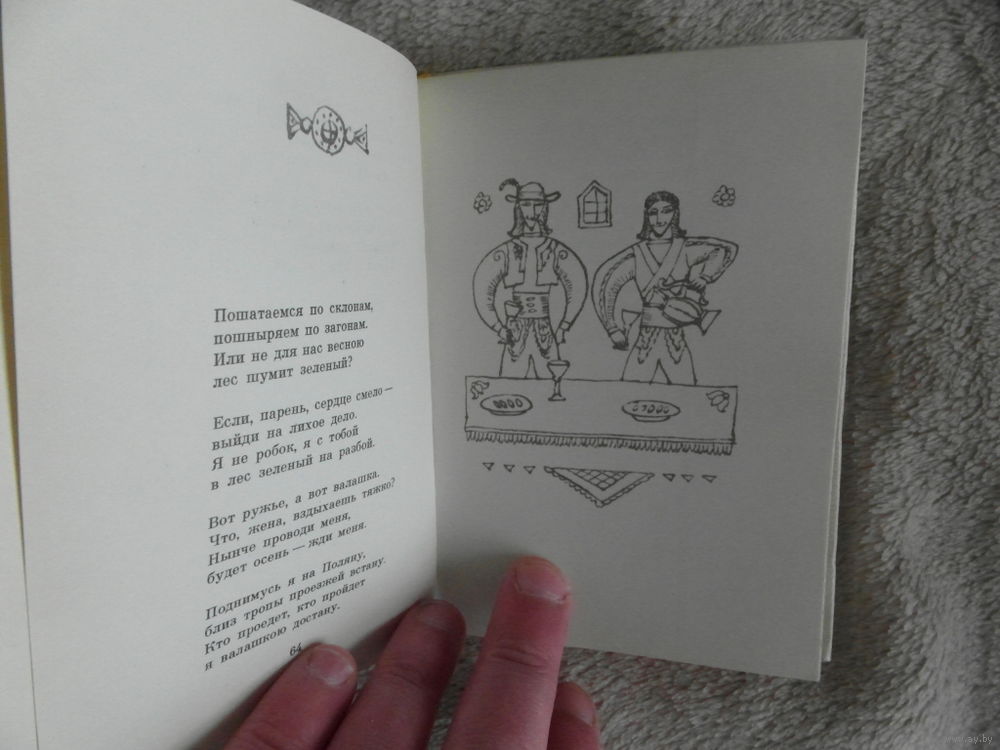 Пошатаемся по склонам,
пошныряем по загонам.
Или не для нас весною
лес шумит зеленый?
Если, парень, сердце смело —
выйди на лихое дело.
Я не робок, я с тобой
в лес зеленый на разбой.
Вот ружье, а вот валашка.
Что, жена, вздыхаешь тяжко?
Нынче проводи меня,
будет осень — жди меня.
Поднимусь я на Поляну,
близ тропы проезжей встану.
Кто проедет, кто пройдет
я валашкою достану.
64
www.ay.by